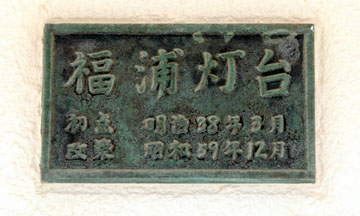 福浦灯台
初点 明治38年3月
改築 昭和59年12月